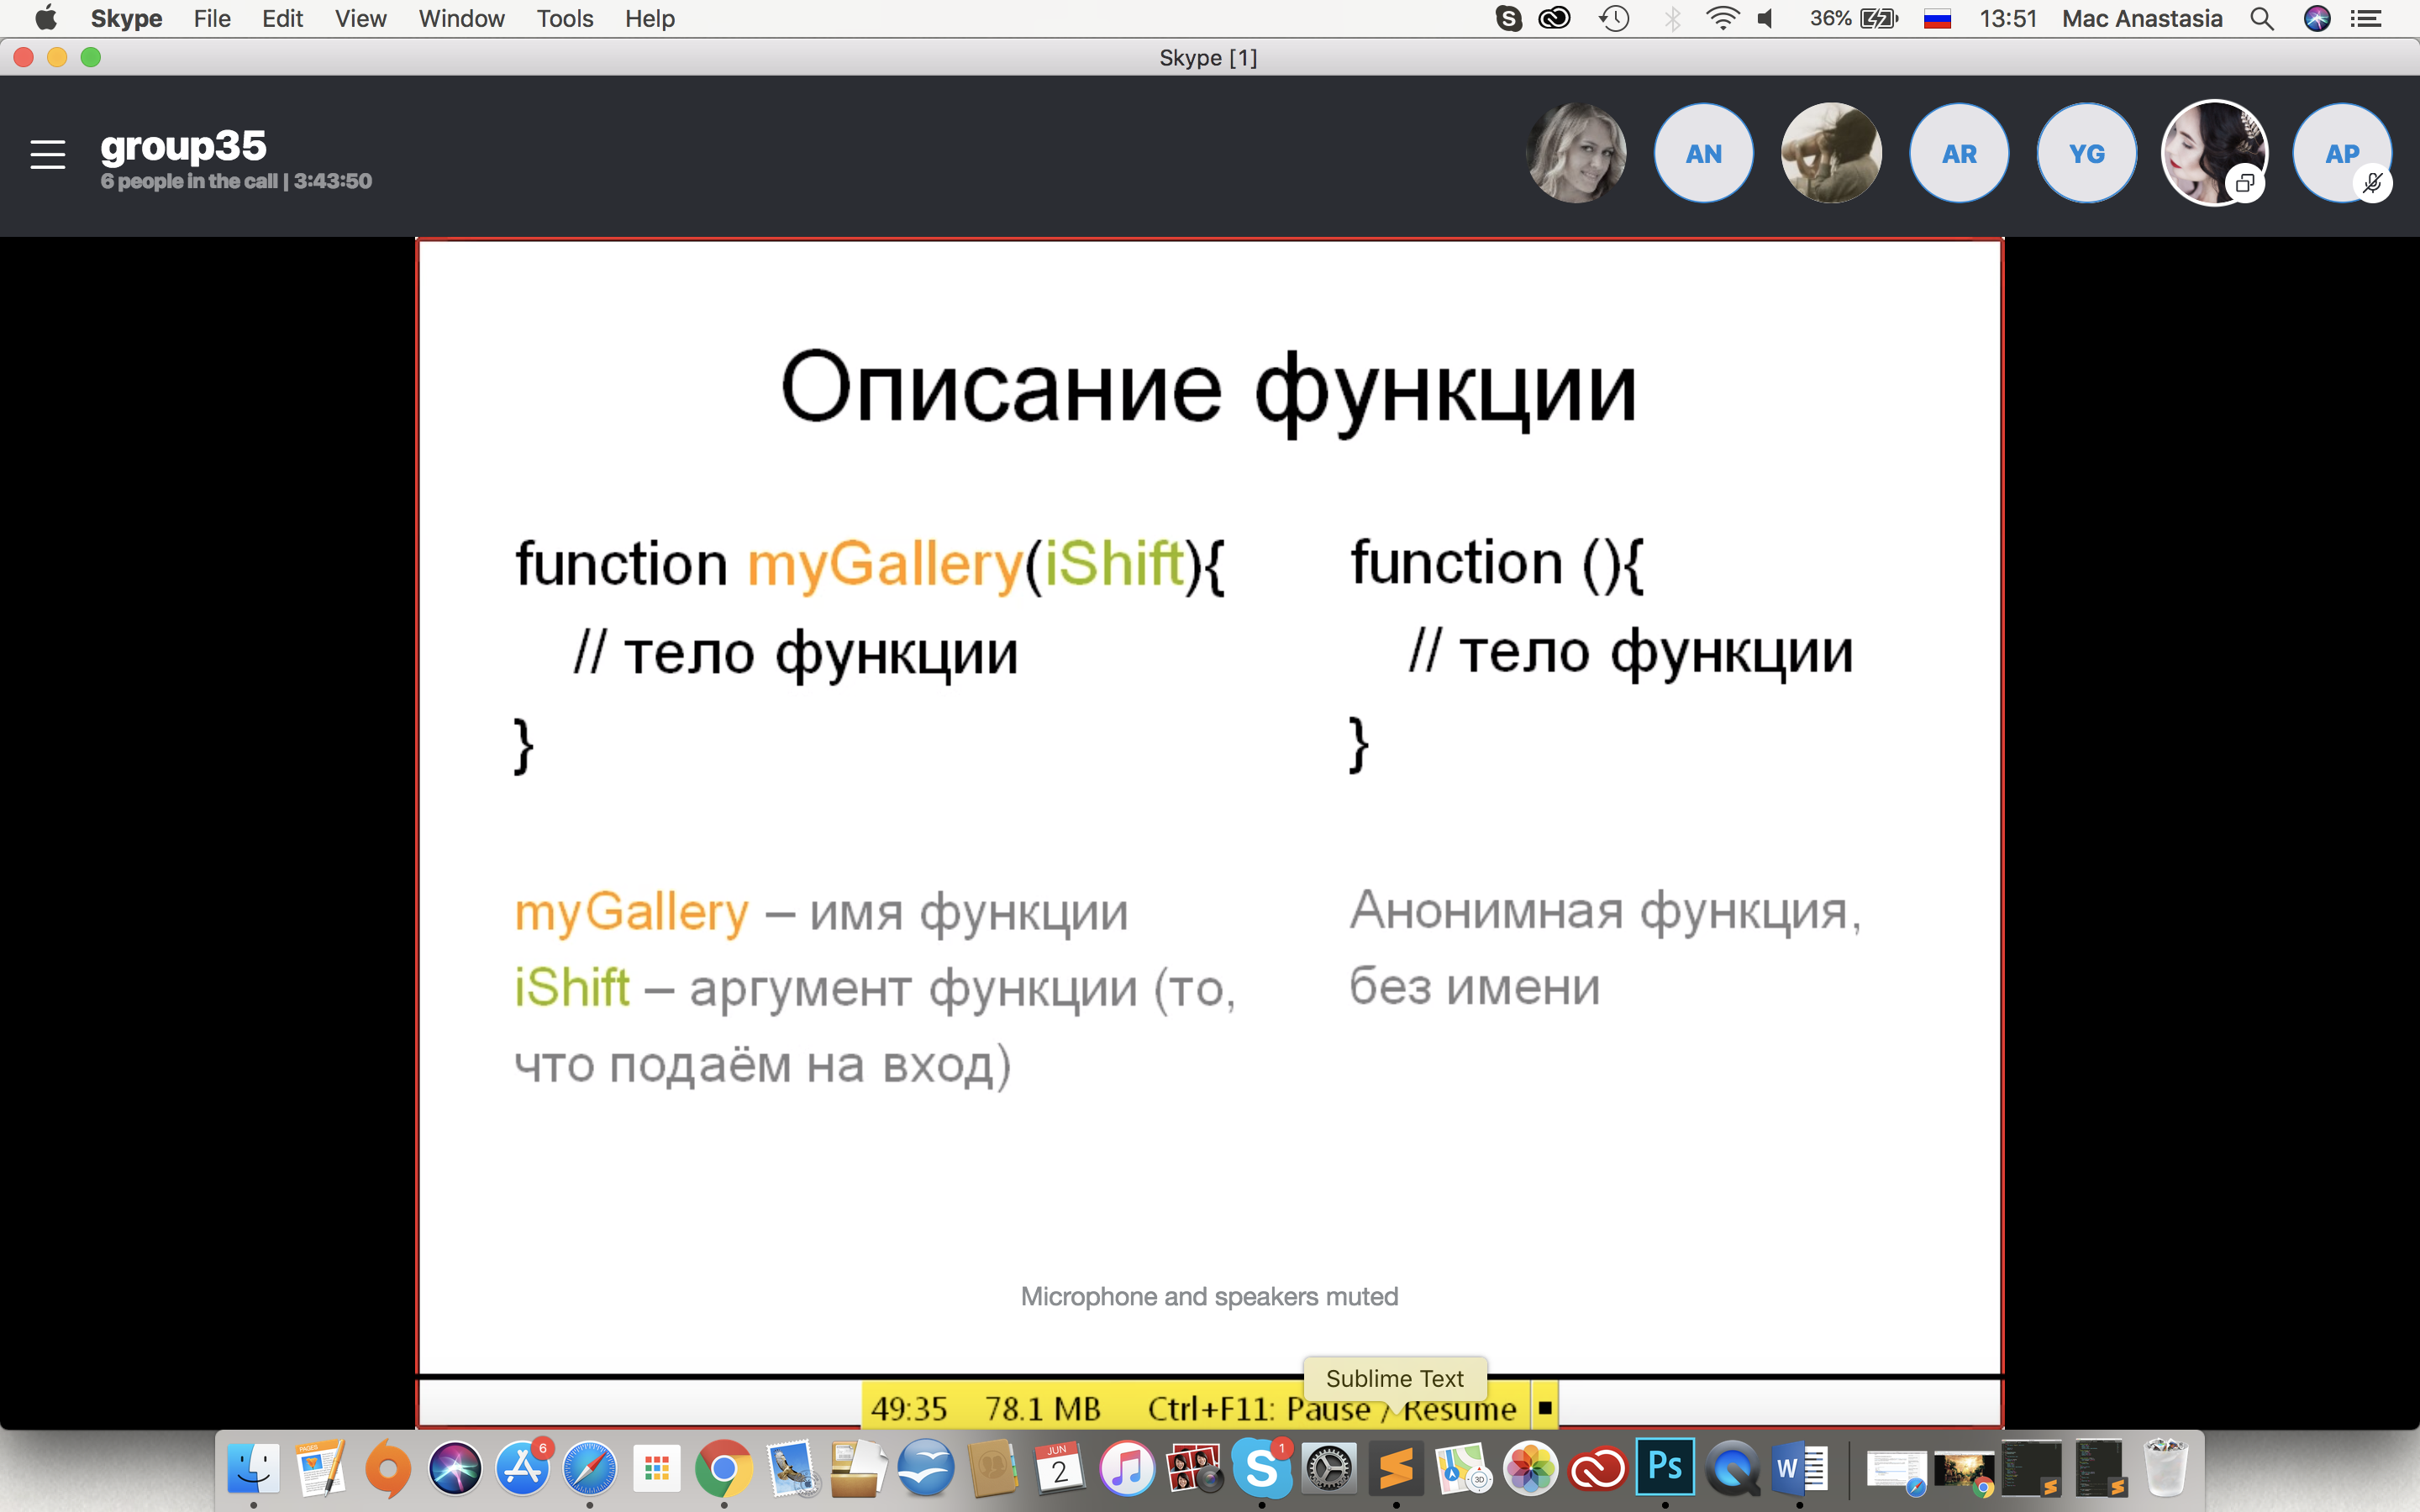 Skype File Edit View Window Tools Help 36% 13:51 Mac Anastasia
Skype [1]
group35
6 people in the call | 3:43:50
AN AR YG AP
Описание функции
function myGallery(iShift){
// тело функции
}
function (){
// тело функции
}
myGallery – имя функции
iShift – аргумент функции (то,
что подаём на вход)
Анонимная функция,
без имени
Microphone and speakers muted
Sublime Text
49:35 78.1 MB Ctrl+F11: Pause / Resume
PAGES
6
JUN
2
S
1
3D
Ps
W